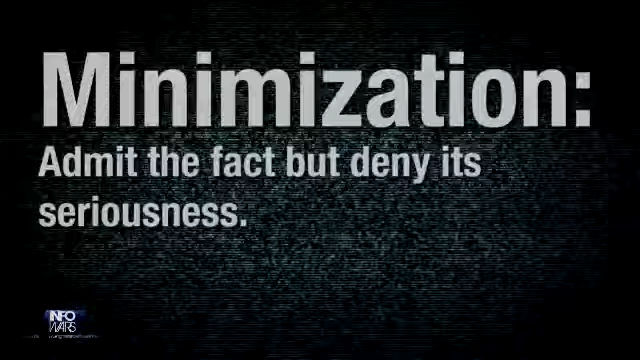 Minimization:
Admit the fact but deny its
seriousness.
INFO
WARS